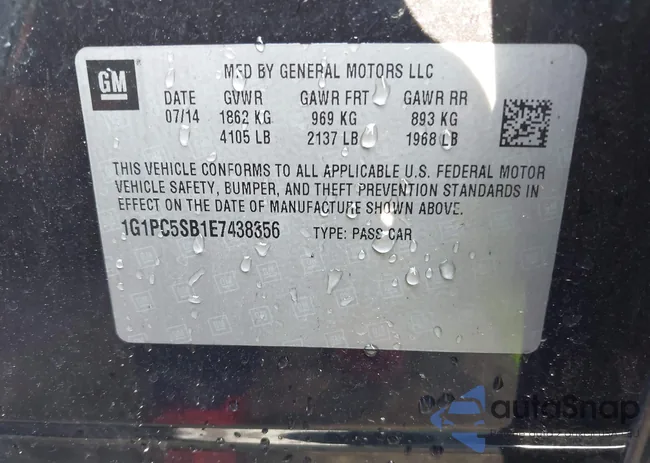 GM
MFD BY GENERAL MOTORS LLC
DATE GVWR GAWR FRT GAWR RR
07/14 1862 KG 969 KG 893 KG
4105 LB 2137 LB 1968 LB
THIS VEHICLE CONFORMS TO ALL APPLICABLE U.S. FEDERAL MOTOR
VEHICLE SAFETY, BUMPER, AND THEFT PREVENTION STANDARDS IN
EFFECT ON THE DATE OF MANUFACTURE SHOWN ABOVE.
1G1PC5SB1E7438356 TYPE: PASS CAR
autoSnap